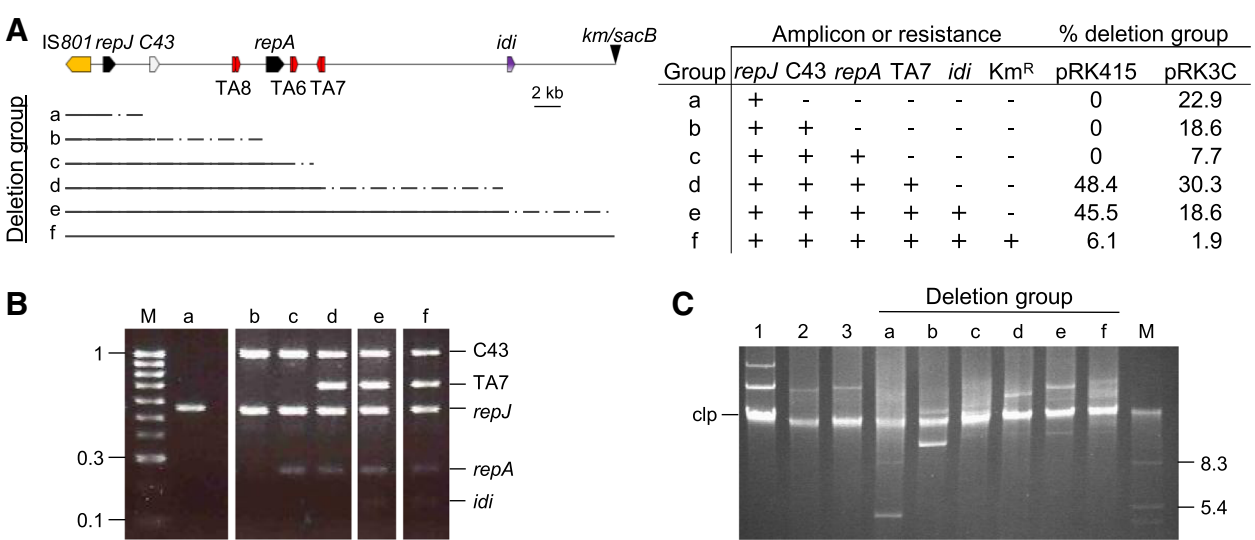 A
IS801 repJ C43 repA idi km/sacB
TA8 TA6 TA7
2 kb
Deletion group
a
b
c
d
e
f
Amplicon or resistance % deletion group
Group repJ C43 repA TA7 idi Kmᴿ pRK415 pRK3C
a + - - - - - 0 22.9
b + + - - - - 0 18.6
c + + + - - - 0 7.7
d + + + + - - 48.4 30.3
e + + + + + - 45.5 18.6
f + + + + + + 6.1 1.9
B
M a b c d e f
1
0.3
0.1
C43
TA7
repJ
repA
idi
C
Deletion group
1 2 3 a b c d e f M
clp
8.3
5.4